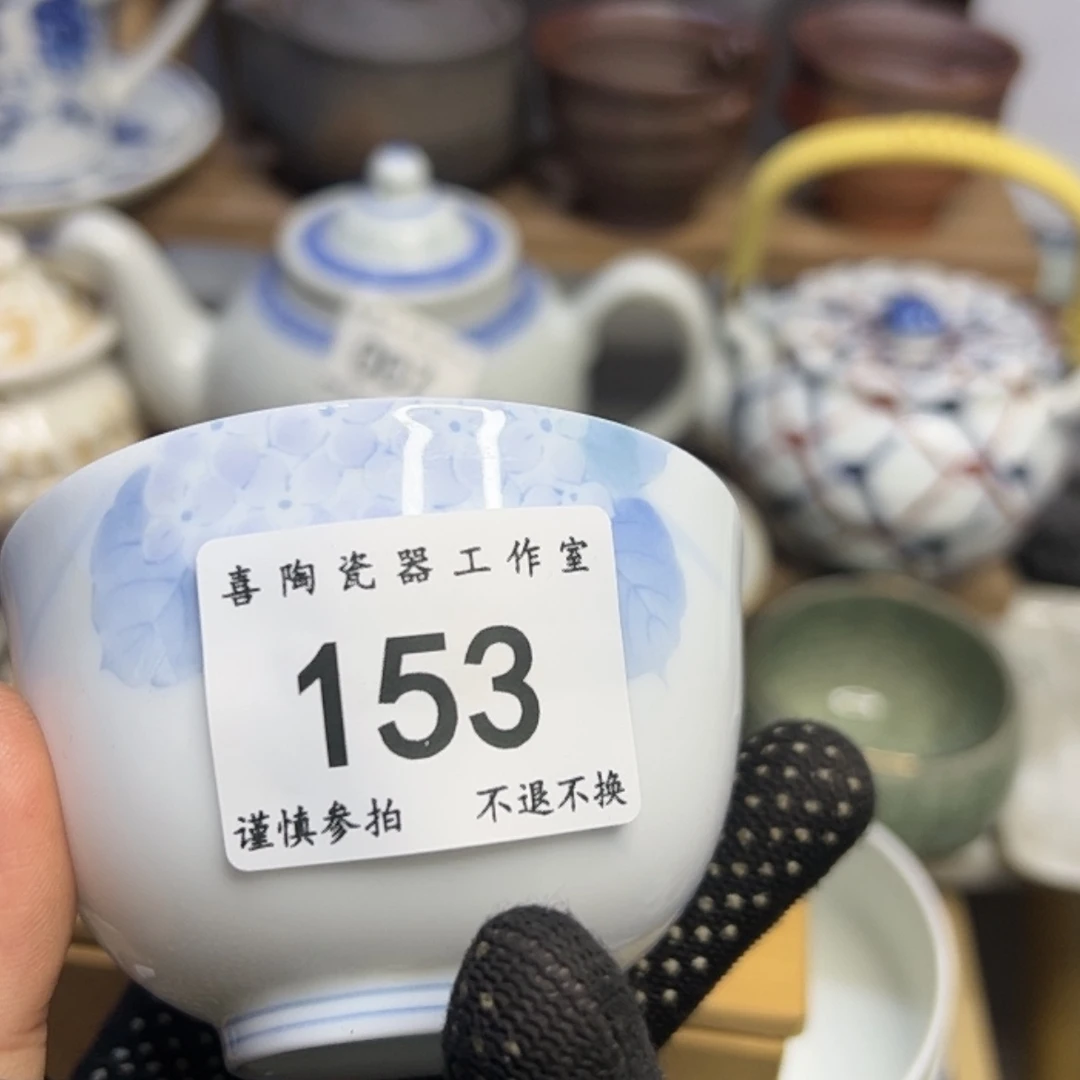 喜陶瓷器工作室
153
谨慎参拍 不退不换